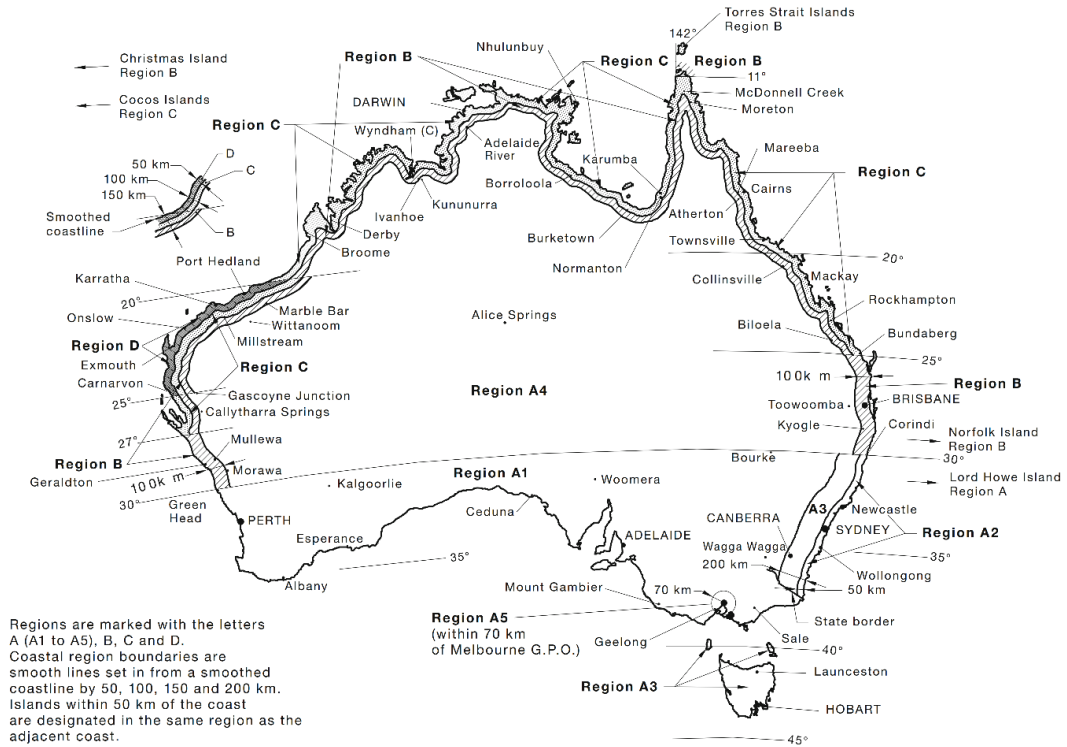 Torres Strait Islands
Region B
142°
Nhulunbuy
Christmas Island
Region B
Region B
Region C
Region B
11°
McDonnell Creek
Cocos Islands
Region C
DARWIN
Moreton
Region C
Wyndham (C)
D
Adelaide
River
Mareeba
50 km
C
Karumba
100 km
Region C
150 km
Borroloola
Cairns
Kununurra
Smoothed
coastline
Ivanhoe
Atherton
B
Derby
Burketown
Townsville
Broome
Port Hedland
20°
Normanton
Collinsville
Mackay
Karratha
20°
Marble Bar
Rockhampton
Onslow
Wittanoom
Alice Springs
Biloela
Millstream
Bundaberg
Region D
Exmouth
25°
Region C
100k m
Region B
Carnarvon
Region A4
Gascoyne Junction
BRISBANE
25°
Toowoomba
Callytharra Springs
Kyogle
Corindi
27°
Norfolk Island
Region B
Mullewa
Region B
Bourke
30°
Region A1
Morawa
Geraldton
100k m
Lord Howe Island
Region A
Woomera
Kalgoorlie
30°
Green
Head
Ceduna
A3
Newcastle
PERTH
CANBERRA
SYDNEY
Region A2
Esperance
ADELAIDE
Wagga Wagga
35°
35°
200 km
Wollongong
Albany
Mount Gambier
70 km
50 km
Region A5
(within 70 km
of Melbourne G.P.O.)
State border
Geelong
Sale
40°
Launceston
Region A3
HOBART
45°
Regions are marked with the letters
A (A1 to A5), B, C and D.
Coastal region boundaries are
smooth lines set in from a smoothed
coastline by 50, 100, 150 and 200 km.
Islands within 50 km of the coast
are designated in the same region as the
adjacent coast.